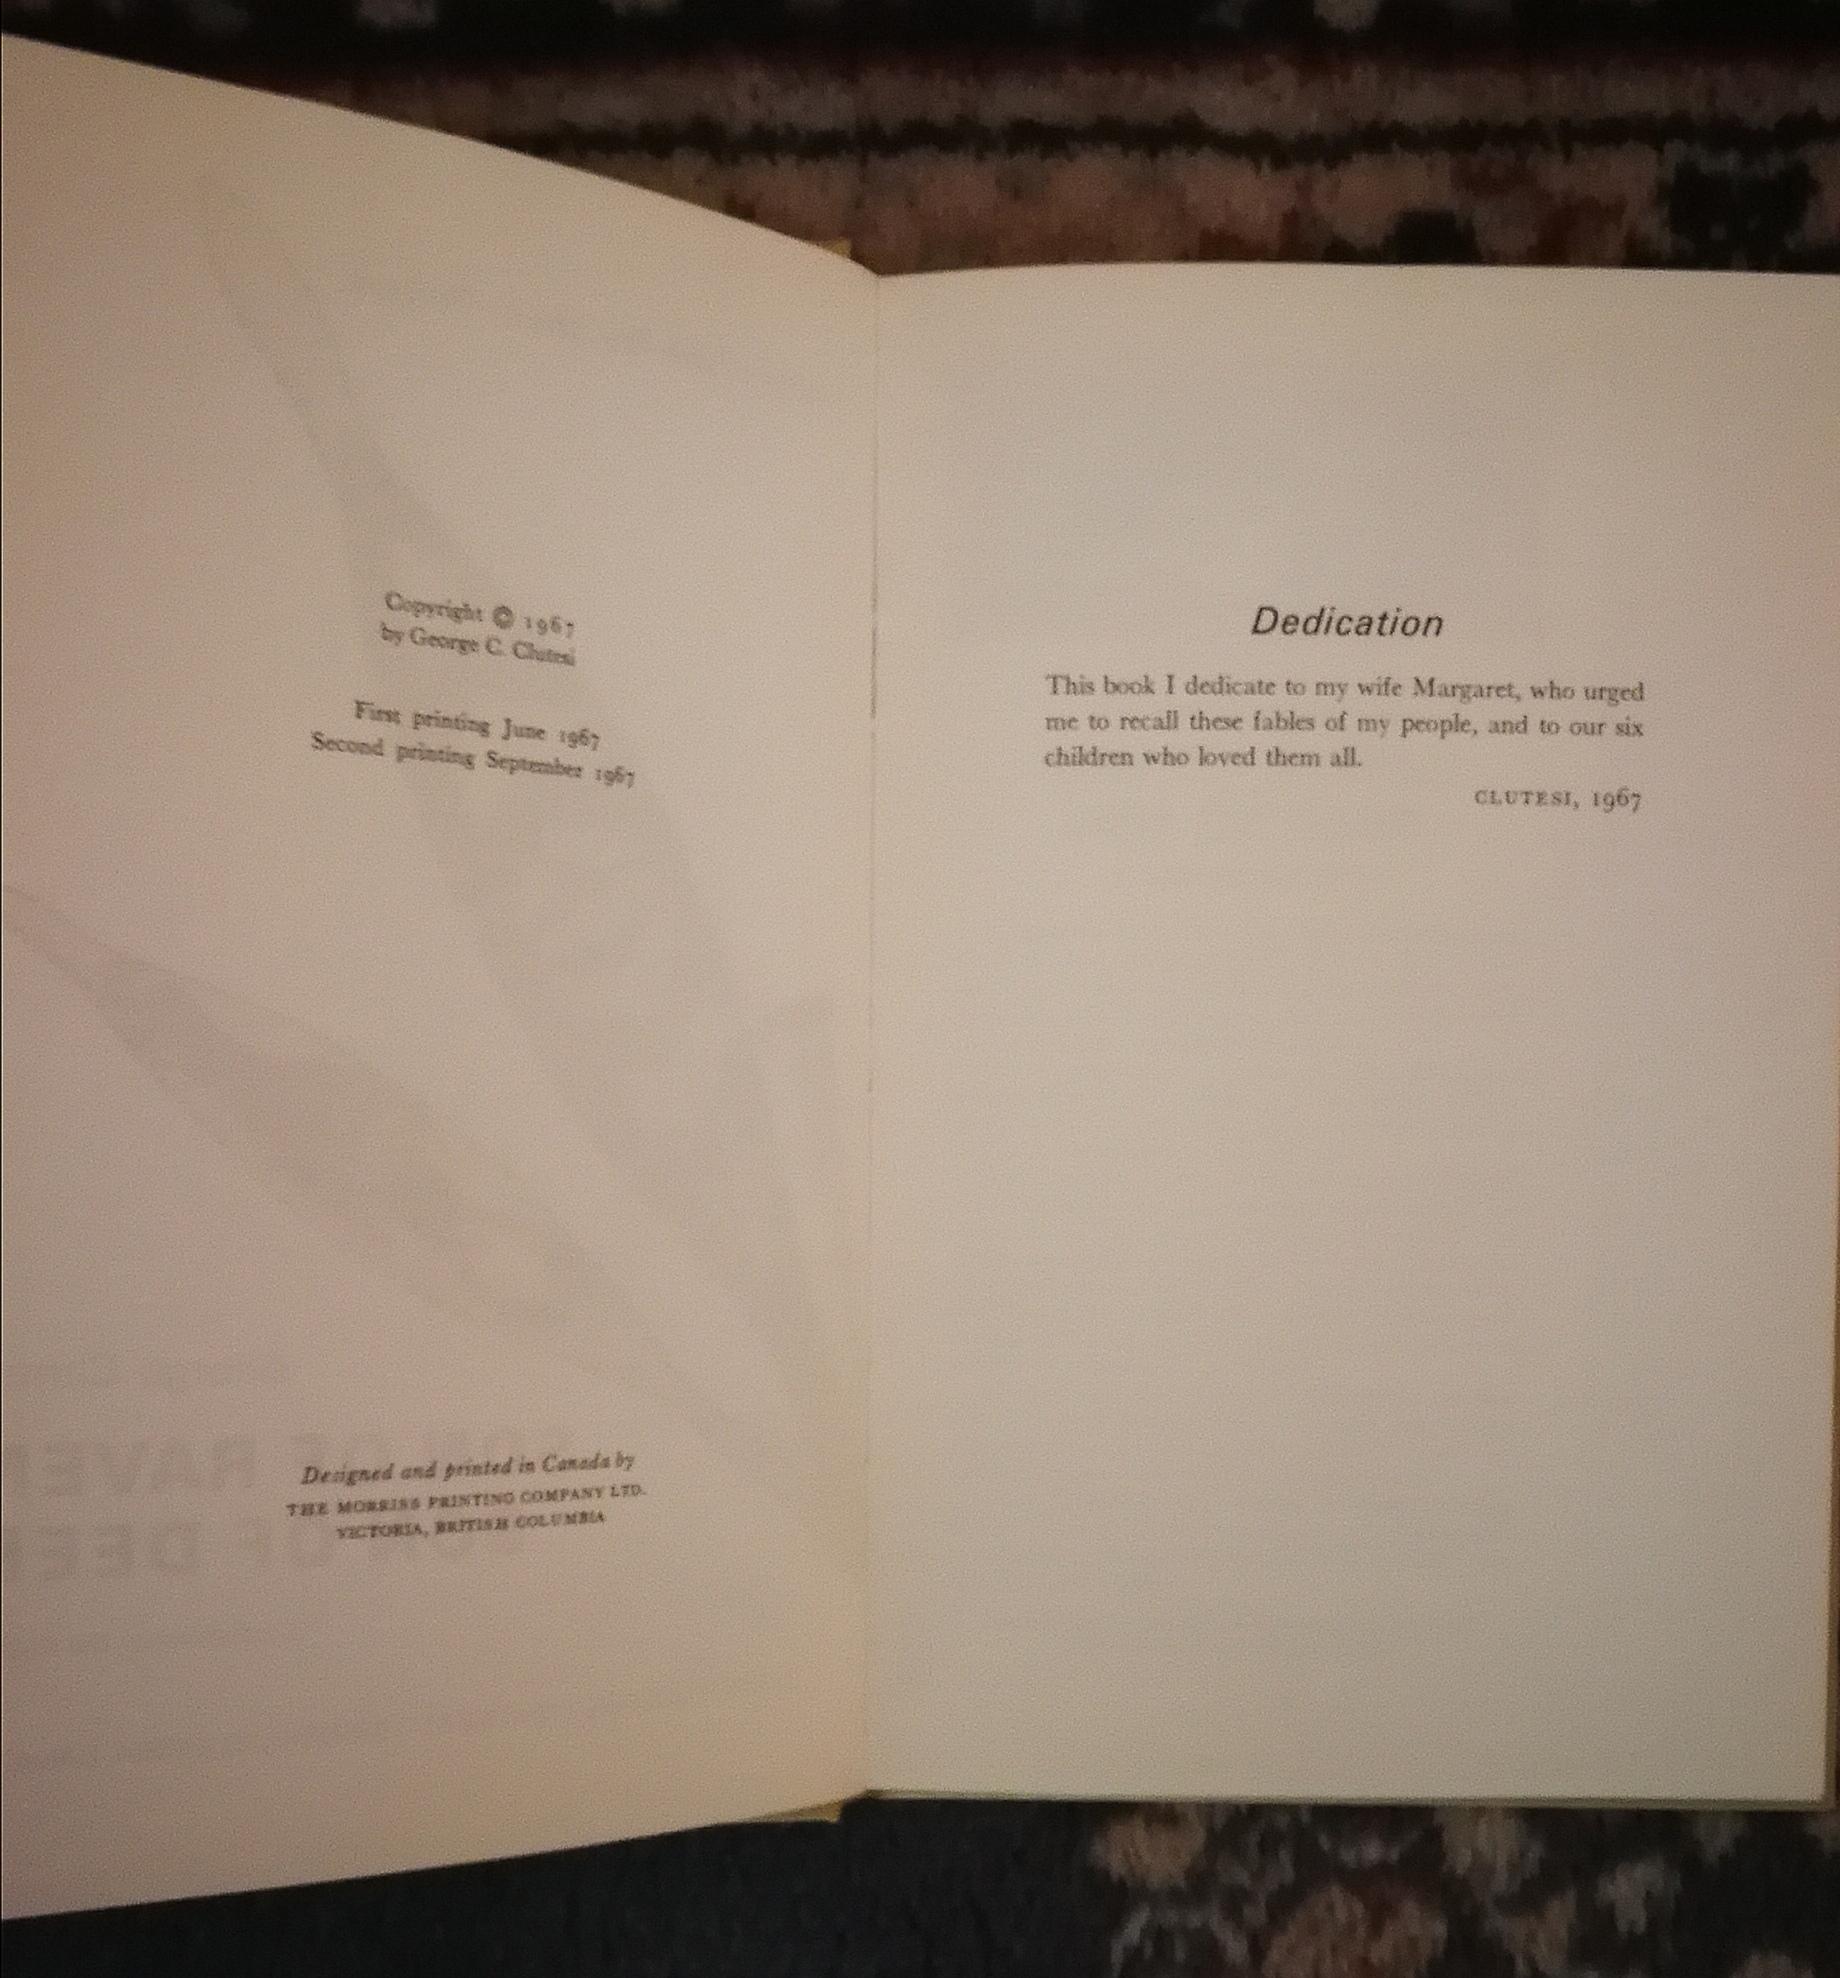 Copyright © 1967
by George C. Clutesi
First printing June 1967
Second printing September 1967
Designed and printed in Canada by
THE MORRISS PRINTING COMPANY LTD.
VICTORIA, BRITISH COLUMBIA
Dedication
This book I dedicate to my wife Margaret, who urged
me to recall these fables of my people, and to our six
children who loved them all.
CLUTESI, 1967